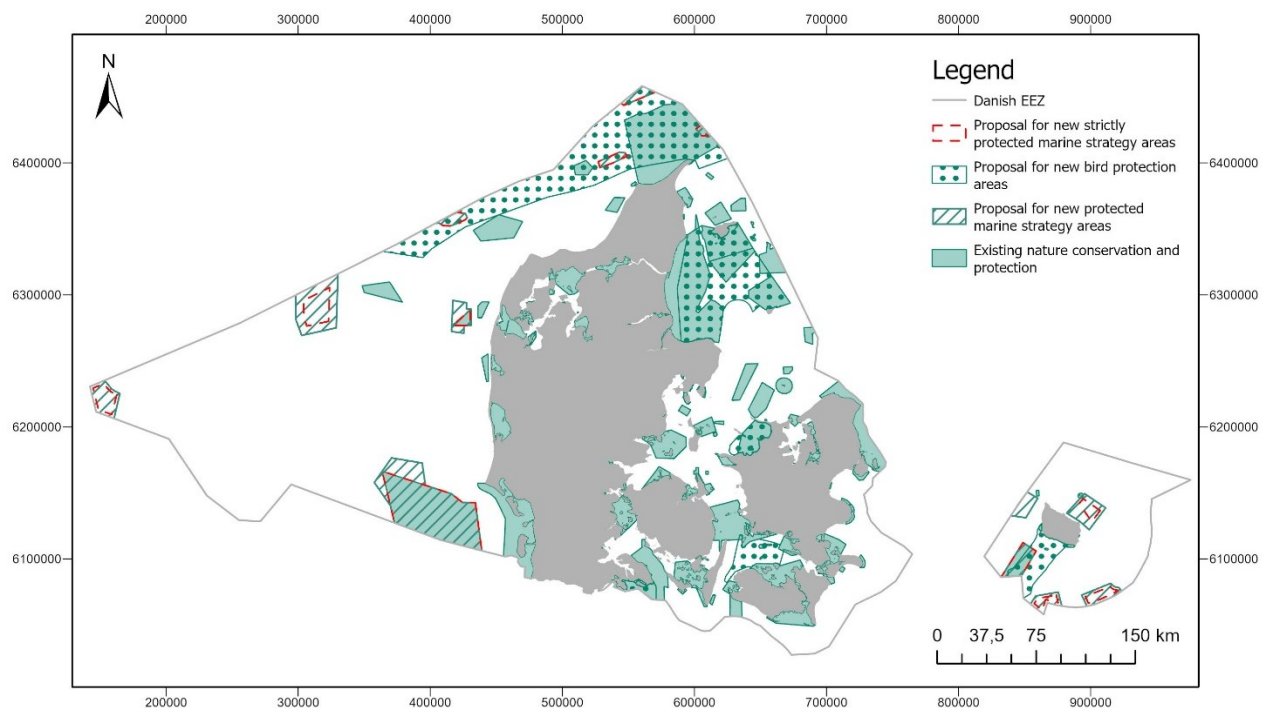 200000 300000 400000 500000 600000 700000 800000 900000
N
Legend
Danish EEZ
Proposal for new strictly
protected marine strategy areas
Proposal for new bird protection
areas
Proposal for new protected
marine strategy areas
Existing nature conservation and
protection
6400000 6400000
6300000 6300000
6200000 6200000
6100000 6100000
0 37,5 75 150 km
200000 300000 400000 500000 600000 700000 800000 900000